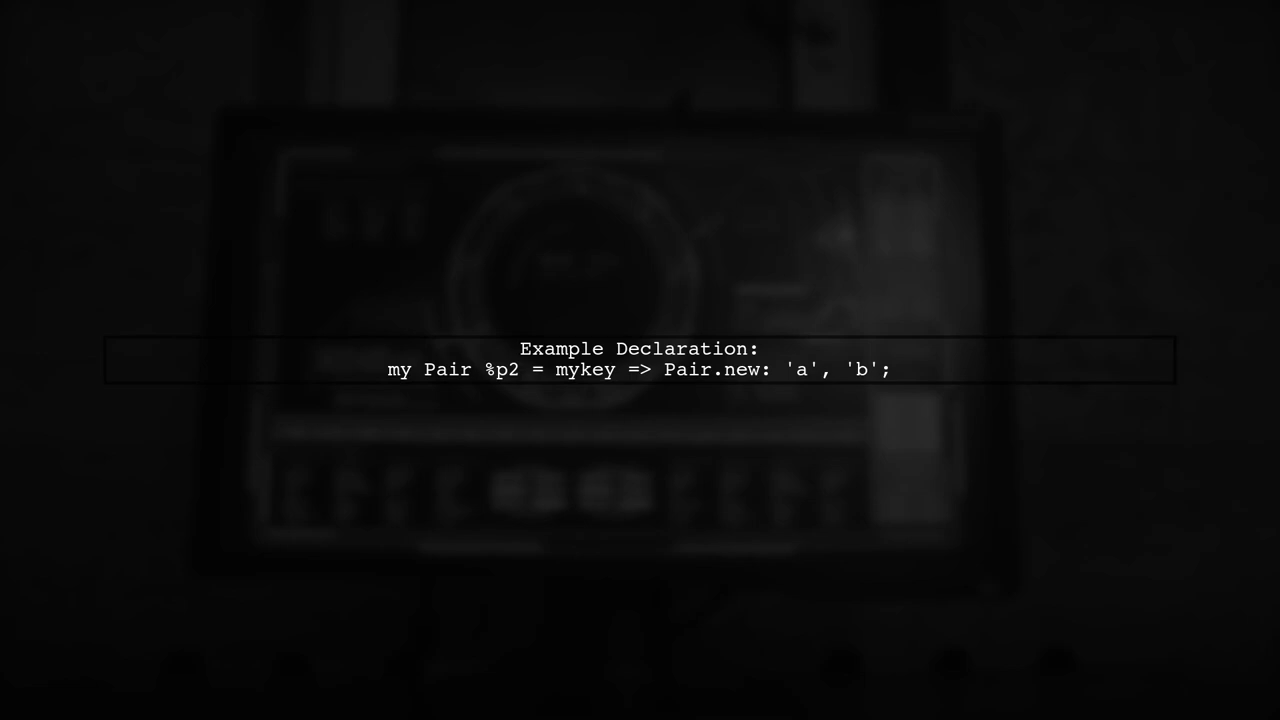 Example Declaration:
my Pair %p2 = mykey => Pair.new: 'a', 'b';